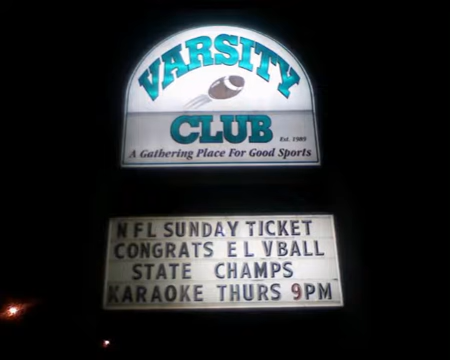 VARSITY
CLUB
Est. 1989
A Gathering Place For Good Sports
NFL SUNDAY TICKET
CONGRATS E L VBALL
STATE CHAMPS
KARAOKE THURS 9PM